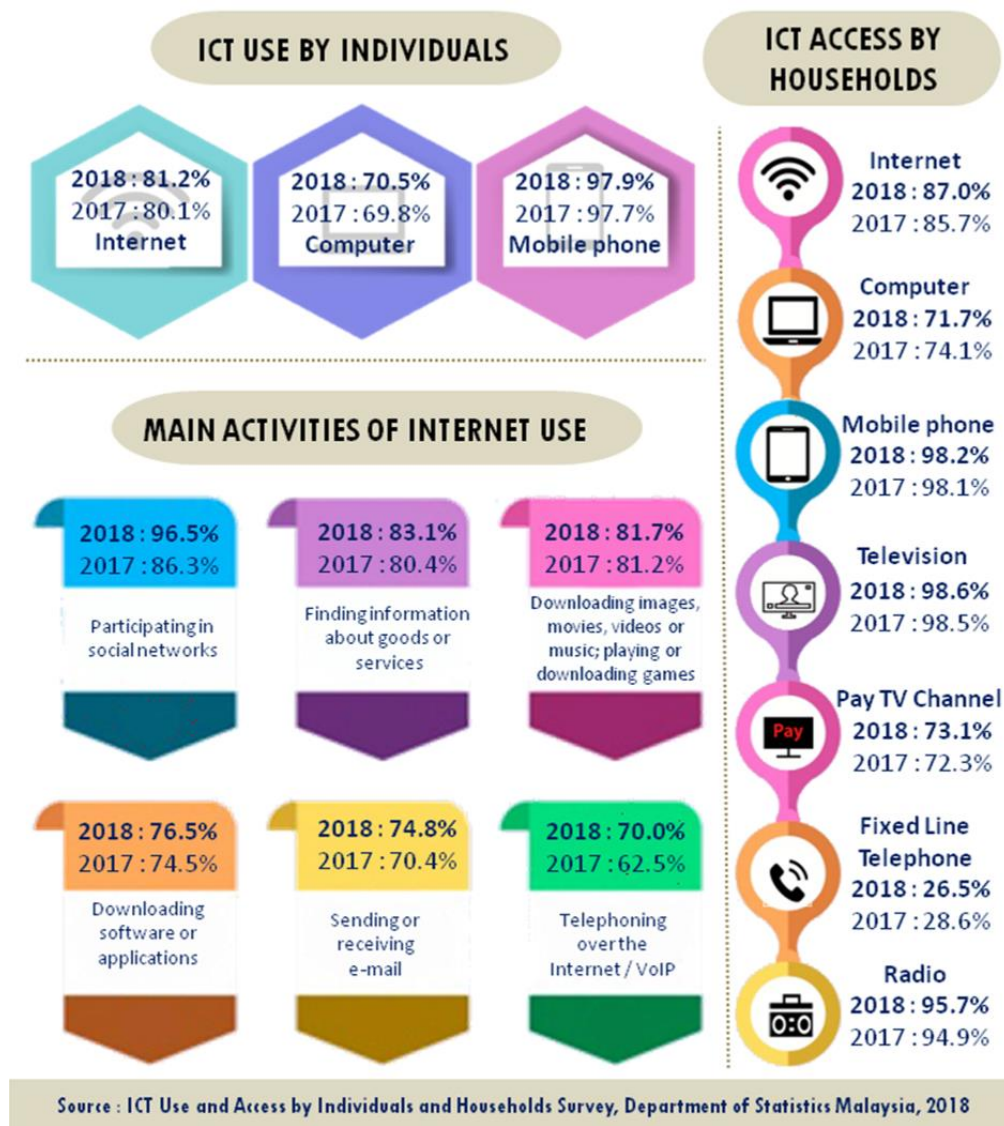 ICT USE BY INDIVIDUALS
2018 : 81.2%
2017 : 80.1%
Internet
2018 : 70.5%
2017 : 69.8%
Computer
2018 : 97.9%
2017 : 97.7%
Mobile phone
MAIN ACTIVITIES OF INTERNET USE
2018 : 96.5%
2017 : 86.3%
Participating in
social networks
2018 : 83.1%
2017 : 80.4%
Finding information
about goods or
services
2018 : 81.7%
2017 : 81.2%
Downloading images,
movies, videos or
music; playing or
downloading games
2018 : 76.5%
2017 : 74.5%
Downloading
software or
applications
2018 : 74.8%
2017 : 70.4%
Sending or
receiving
e-mail
2018 : 70.0%
2017 : 62.5%
Telephoning
over the
Internet / VoIP
ICT ACCESS BY
HOUSEHOLDS
Internet
2018 : 87.0%
2017 : 85.7%
Computer
2018 : 71.7%
2017 : 74.1%
Mobile phone
2018 : 98.2%
2017 : 98.1%
Television
2018 : 98.6%
2017 : 98.5%
Pay
Pay TV Channel
2018 : 73.1%
2017 : 72.3%
Fixed Line
Telephone
2018 : 26.5%
2017 : 28.6%
Radio
2018 : 95.7%
2017 : 94.9%
Source : ICT Use and Access by Individuals and Households Survey, Department of Statistics Malaysia, 2018